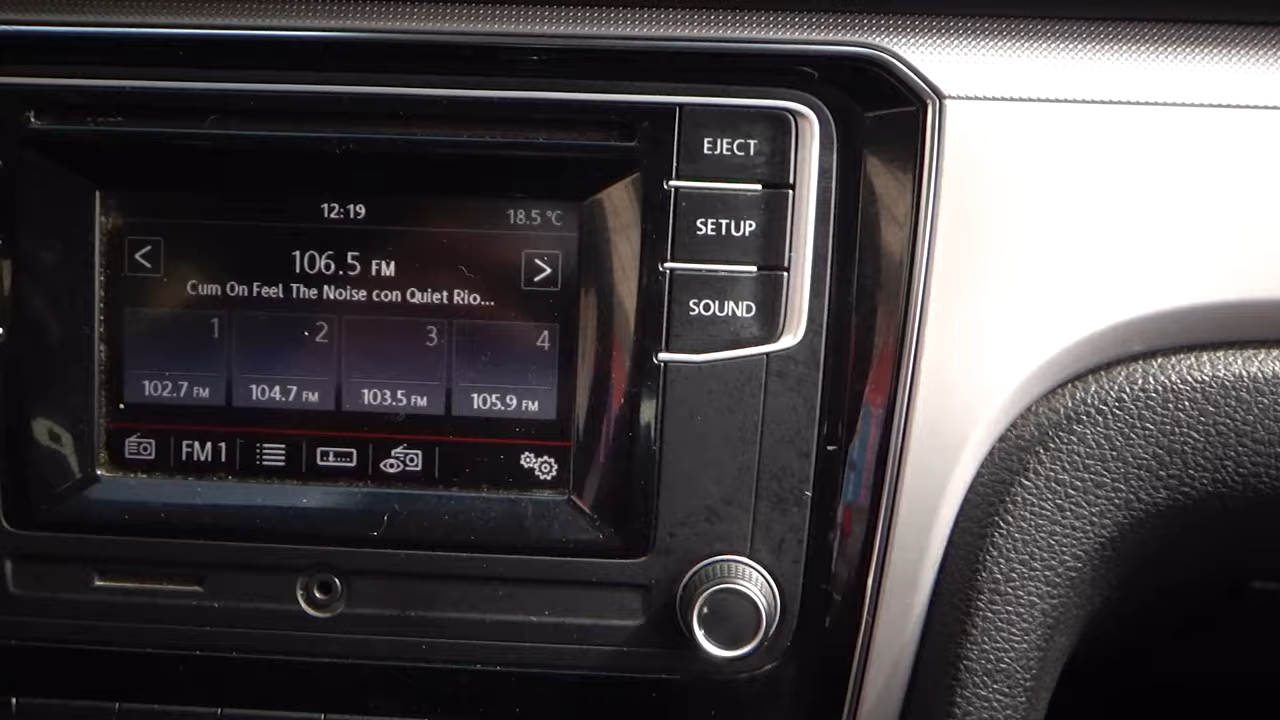 EJECT
12:19
18.5 °C
SETUP
< 106.5 FM >
Cum On Feel The Noise con Quiet Rio...
SOUND
1 2 3 4
102.7 FM 104.7 FM 103.5 FM 105.9 FM
FM 1